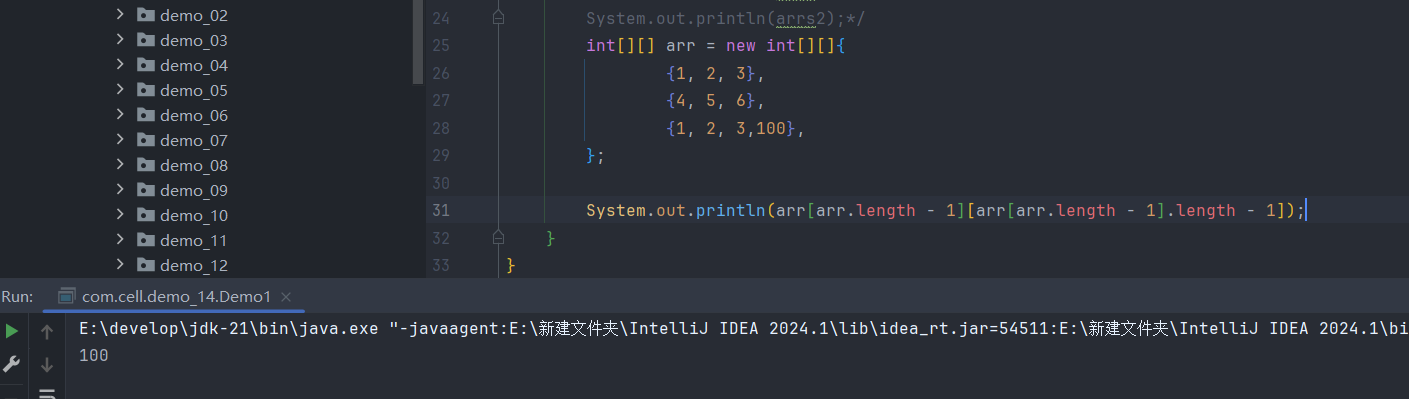 demo_02
demo_03
demo_04
demo_05
demo_06
demo_07
demo_08
demo_09
demo_10
demo_11
demo_12
24 System.out.println(arrs2);*/
25 int[][] arr = new int[][]{
26 {1, 2, 3},
27 {4, 5, 6},
28 {1, 2, 3,100},
29 };
30
31 System.out.println(arr[arr.length - 1][arr[arr.length - 1].length - 1]);
32 }
33 }
Run: com.cell.demo_14.Demo1
E:\develop\jdk-21\bin\java.exe "-javaagent:E:\新建文件夹\IntelliJ IDEA 2024.1\lib\idea_rt.jar=54511:E:\新建文件夹\IntelliJ IDEA 2024.1\bi
100